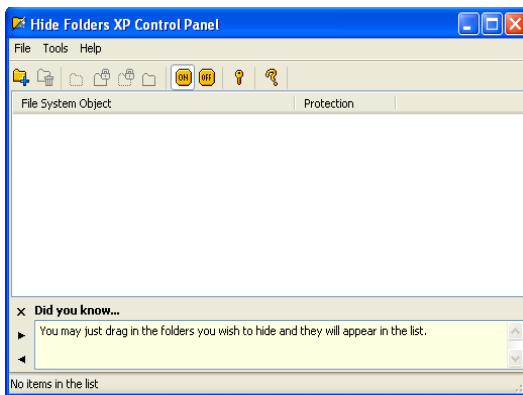 Hide Folders XP Control Panel
File Tools Help
ON OFF
File System Object Protection
Did you know...
You may just drag in the folders you wish to hide and they will appear in the list.
No items in the list